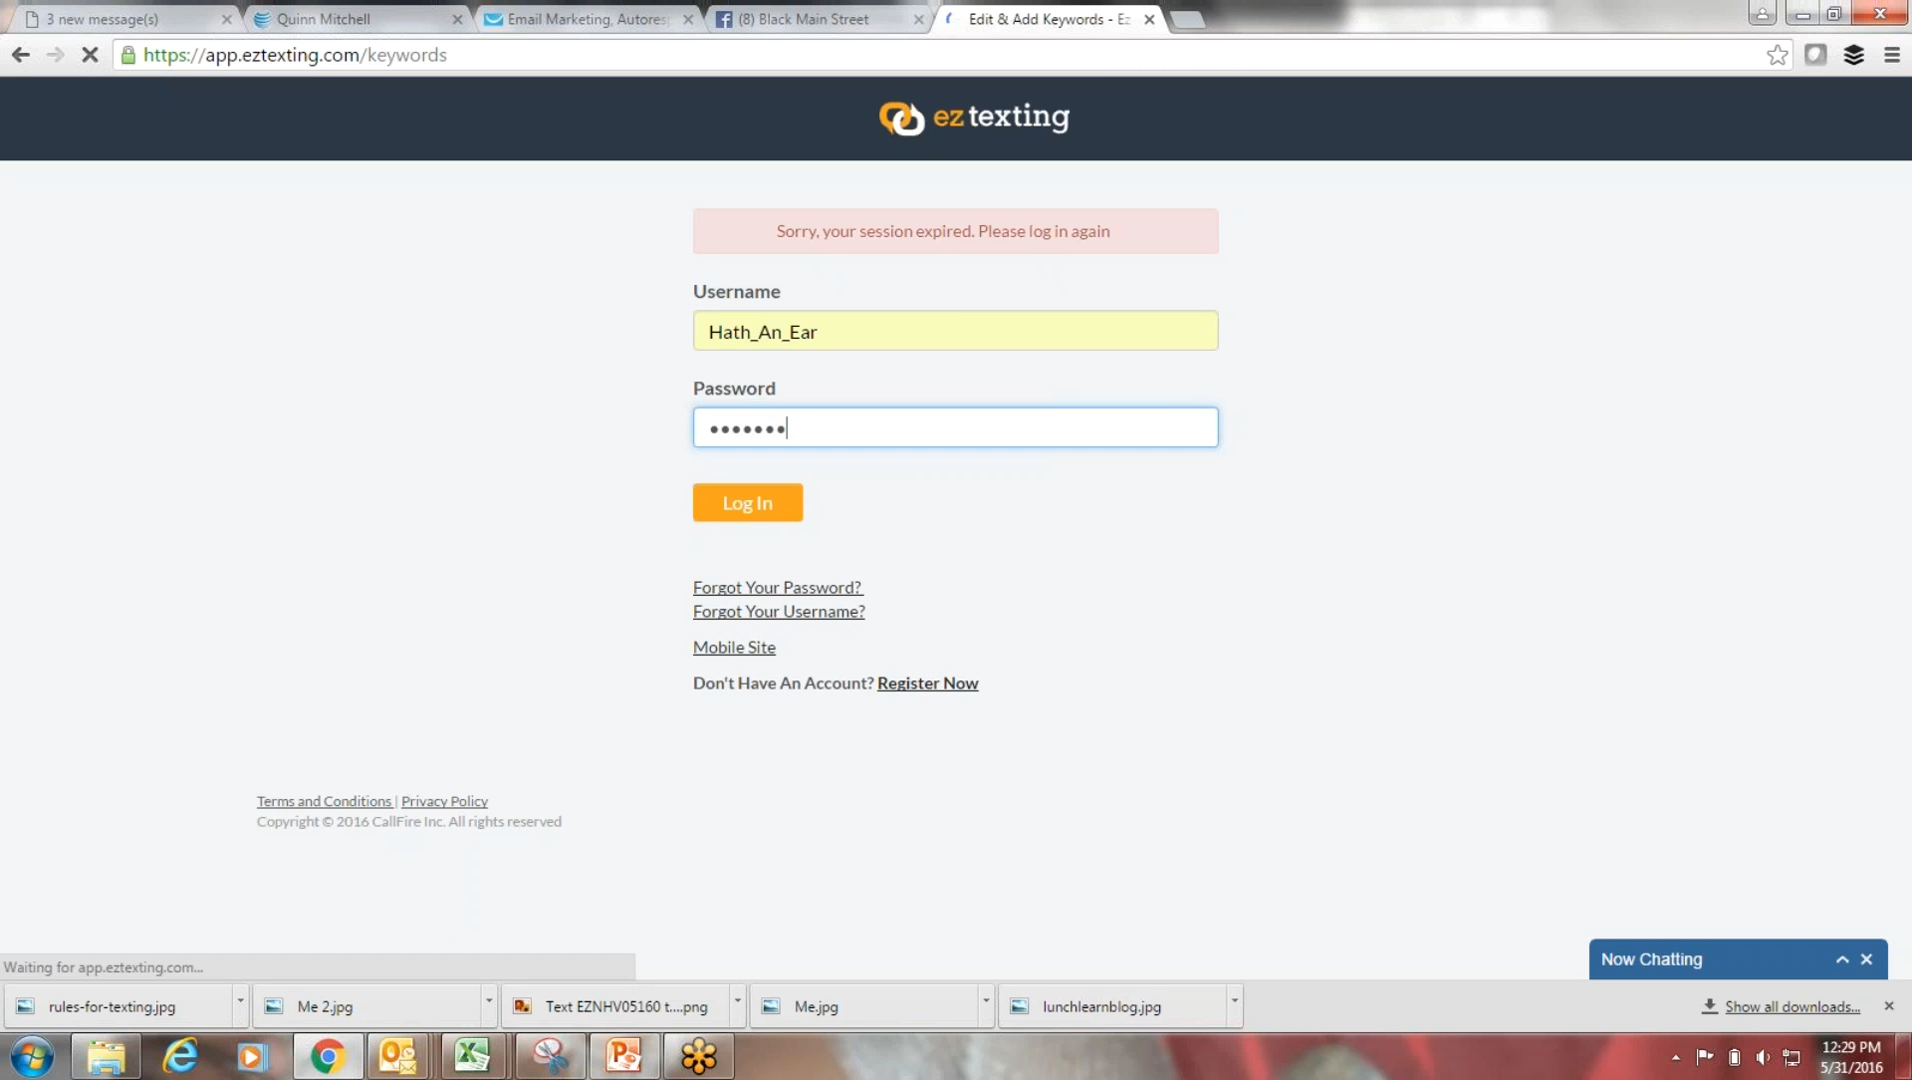 3 new message(s)
Quinn Mitchell
Email Marketing, Autores
(8) Black Main Street
Edit & Add Keywords - Ez
https://app.eztexting.com/keywords
ez texting
Sorry, your session expired. Please log in again
Username
Hath_An_Ear
Password
Log In
Forgot Your Password?
Forgot Your Username?
Mobile Site
Don't Have An Account? Register Now
Terms and Conditions | Privacy Policy
Copyright © 2016 CallFire Inc. All rights reserved
Now Chatting
Waiting for app.eztexting.com...
rules-for-texting.jpg
Me 2.jpg
Text EZNHV05160 t....png
Me.jpg
lunchlearnblog.jpg
Show all downloads...
12:29 PM
5/31/2016